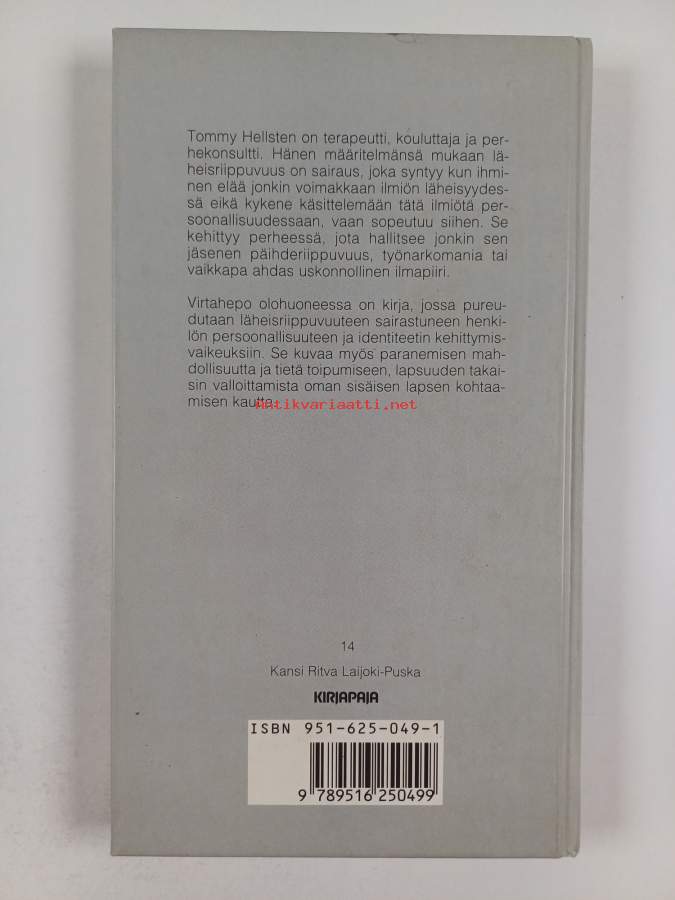 Tommy Hellsten on terapeutti, kouluttaja ja per-
hekonsultti. Hänen määritelmänsä mukaan lä-
heisriippuvuus on sairaus, joka syntyy kun ihmi-
nen elää jonkin voimakkaan ilmiön läheisyydes-
sä eikä kykene käsittelemään tätä ilmiötä per-
soonallisuudessaan, vaan sopeutuu siihen. Se
kehittyy perheessä, jota hallitsee jonkin sen
jäsenen päihderiippuvuus, työnarkomania tai
vaikkapa ahdas uskonnollinen ilmapiiri.
Virtahepo olohuoneessa on kirja, jossa pureu-
dutaan läheisriippuvuuteen sairastuneen henki-
lön persoonallisuuteen ja identiteetin kehittymis-
vaikeuksiin. Se kuvaa myös paranemisen mah-
dollisuutta ja tietä toipumiseen, lapsuuden takai-
sin valloittamista oman sisäisen lapsen kohtaa-
misen kautta.
antikvariaatti.net
14
Kansi Ritva Laijoki-Puska
KIRJAPAJA
ISBN 951-625-049-1
9 789516 250499